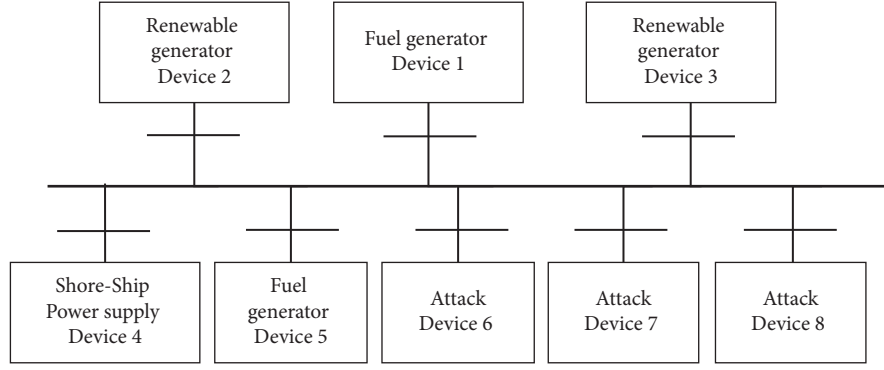 Renewable
generator
Device 2
Fuel generator
Device 1
Renewable
generator
Device 3
Shore-Ship
Power supply
Device 4
Fuel
generator
Device 5
Attack
Device 6
Attack
Device 7
Attack
Device 8